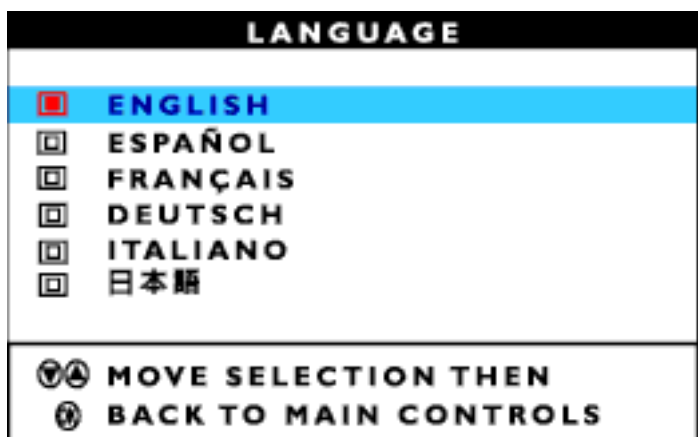 LANGUAGE
ENGLISH
ESPAÑOL
FRANÇAIS
DEUTSCH
ITALIANO
日本語
MOVE SELECTION THEN
BACK TO MAIN CONTROLS